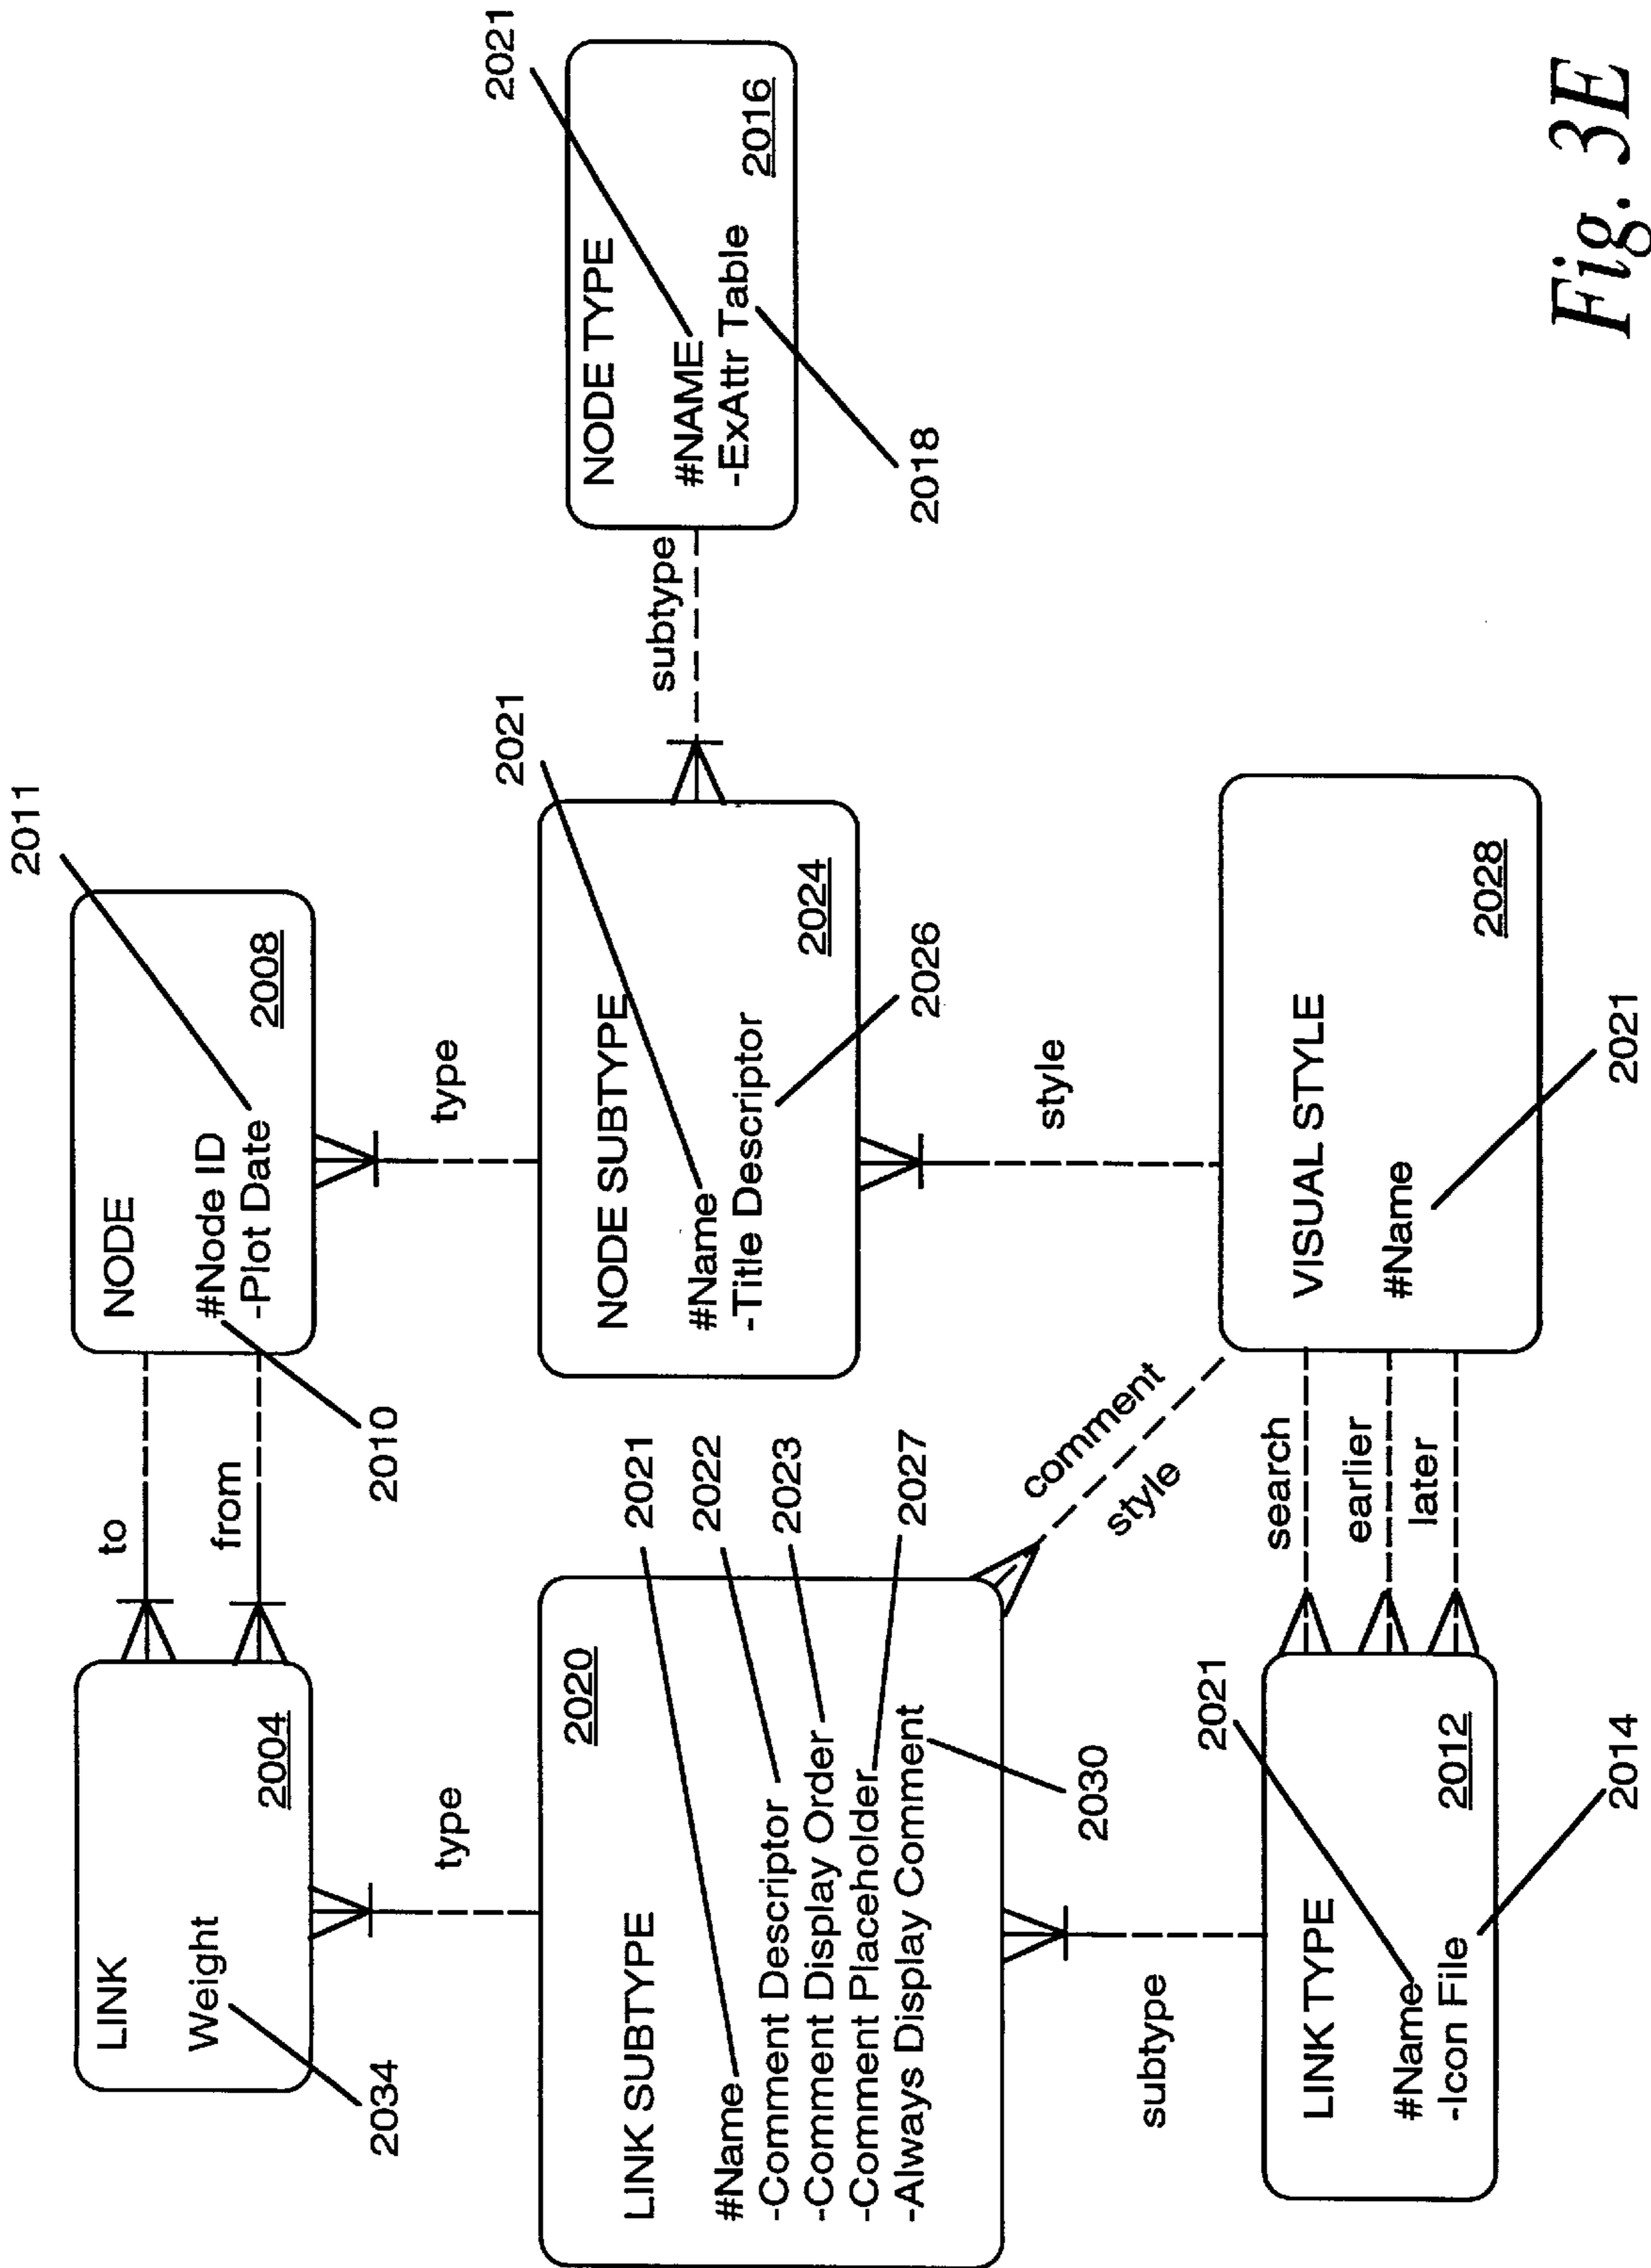 LINK
Weight
2004
2034
to
from
NODE
#Node ID
-Plot Date
2008
2010
2011
type
type
LINK SUBTYPE
2020
#Name
-Comment Descriptor
-Comment Display Order
-Comment Placeholder
-Always Display Comment
2021
2022
2023
2027
2030
NODE SUBTYPE
#Name
-Title Descriptor
2024
2021
2026
subtype
NODE TYPE
#NAME
-ExAttr Table
2016
2021
2018
subtype
comment
style
style
LINK TYPE
#Name
-Icon File
2012
2021
2014
search
earlier
later
VISUAL STYLE
#Name
2028
2021
Fig. 3E